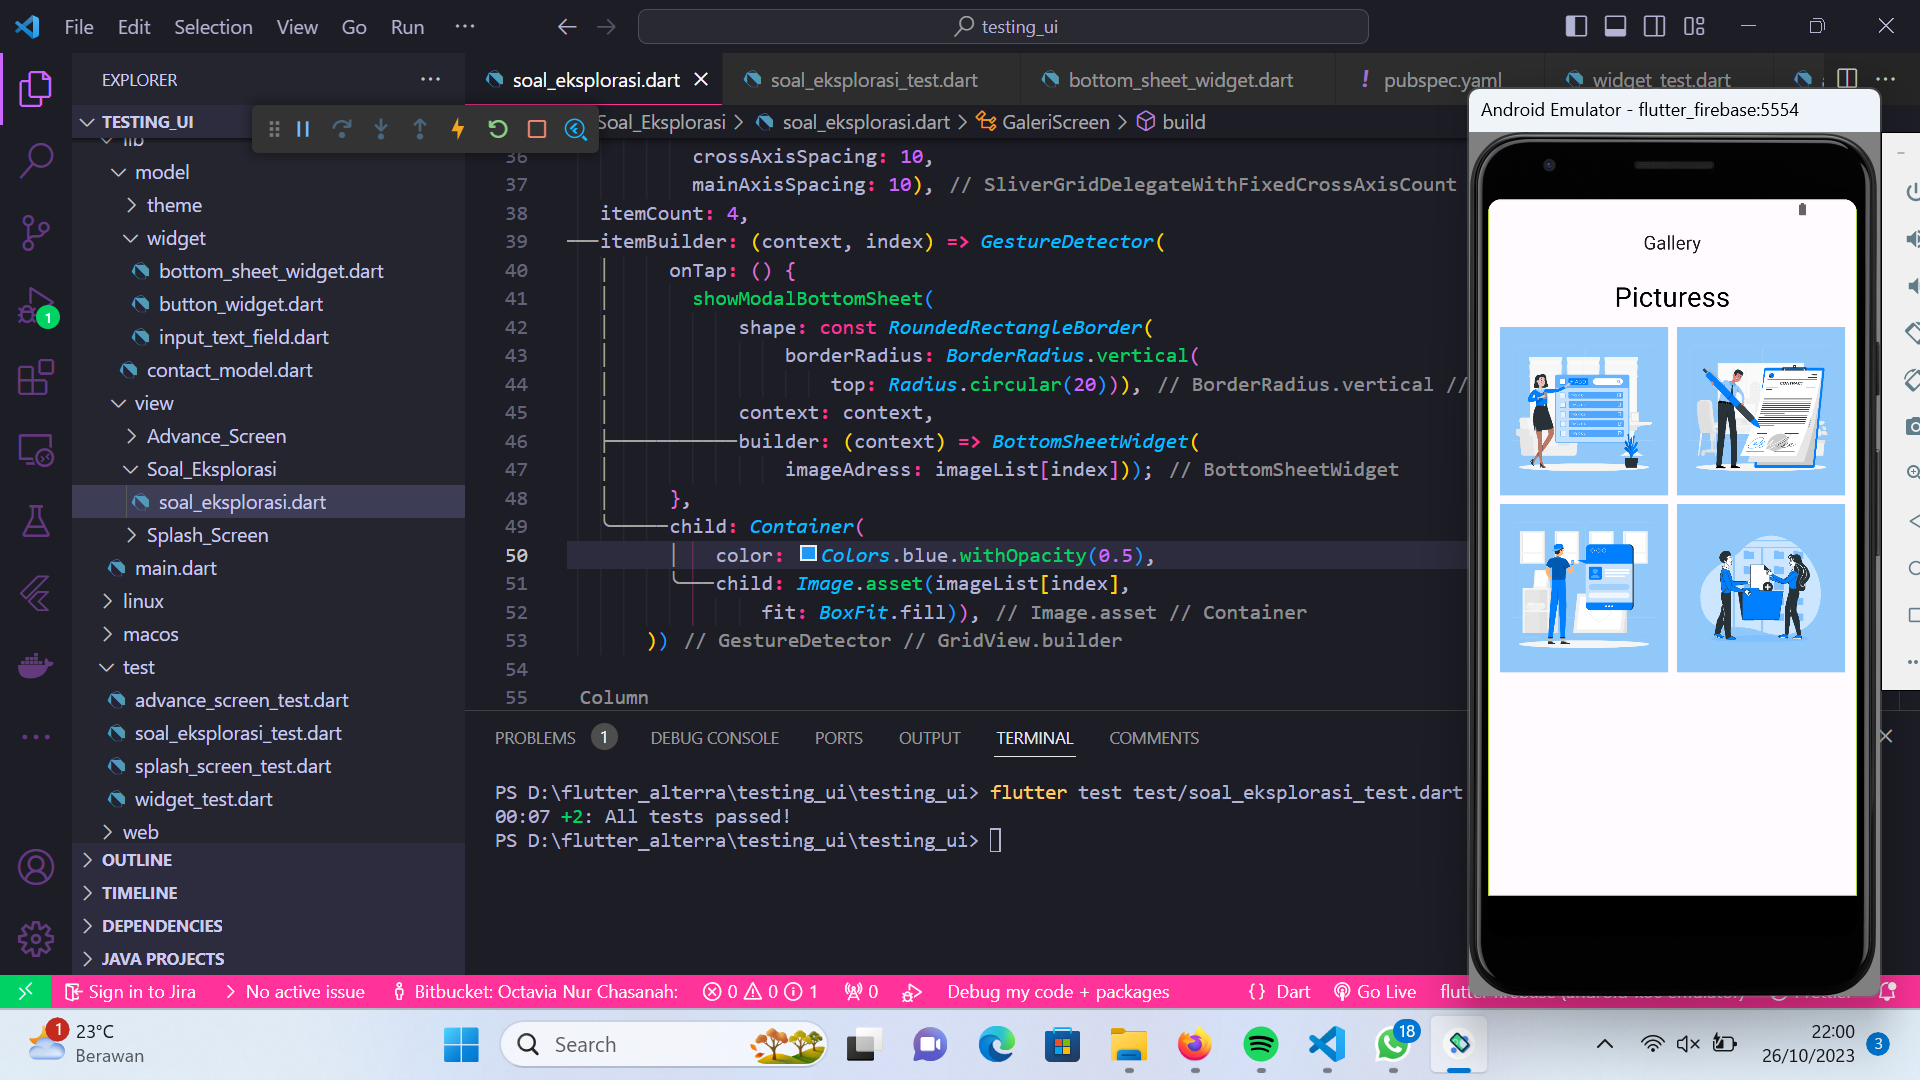 File Edit Selection View Go Run ···
testing_ui
EXPLORER
soal_eksplorasi.dart
soal_eksplorasi_test.dart
bottom_sheet_widget.dart
pubspec.yaml
widget_test.dart
TESTING_UI
Soal_Eksplorasi > soal_eksplorasi.dart > GaleriScreen > build
lib
model
theme
widget
bottom_sheet_widget.dart
button_widget.dart
input_text_field.dart
contact_model.dart
view
Advance_Screen
Soal_Eksplorasi
soal_eksplorasi.dart
Splash_Screen
main.dart
linux
macos
test
advance_screen_test.dart
soal_eksplorasi_test.dart
splash_screen_test.dart
widget_test.dart
web
OUTLINE
TIMELINE
DEPENDENCIES
JAVA PROJECTS
1
36 crossAxisSpacing: 10,
37 mainAxisSpacing: 10), // SliverGridDelegateWithFixedCrossAxisCount
38 itemCount: 4,
39 itemBuilder: (context, index) => GestureDetector(
40 onTap: () {
41 showModalBottomSheet(
42 shape: const RoundedRectangleBorder(
43 borderRadius: BorderRadius.vertical(
44 top: Radius.circular(20))), // BorderRadius.vertical //
45 context: context,
46 builder: (context) => BottomSheetWidget(
47 imageAdress: imageList[index])); // BottomSheetWidget
48 },
49 child: Container(
50 color: Colors.blue.withOpacity(0.5),
51 child: Image.asset(imageList[index],
52 fit: BoxFit.fill)), // Image.asset // Container
53 )) // GestureDetector // GridView.builder
54
55 Column
PROBLEMS 1 DEBUG CONSOLE PORTS OUTPUT TERMINAL COMMENTS
PS D:\flutter_alterra\testing_ui\testing_ui> flutter test test/soal_eksplorasi_test.dart
00:07 +2: All tests passed!
PS D:\flutter_alterra\testing_ui\testing_ui>
Android Emulator - flutter_firebase:5554
Gallery
Picturess
CONTRACT
Sign in to Jira No active issue Bitbucket: Octavia Nur Chasanah: 0 0 1 0 Debug my code + packages {} Dart Go Live
1
23°C
Berawan
Search
18
22:00
26/10/2023
3